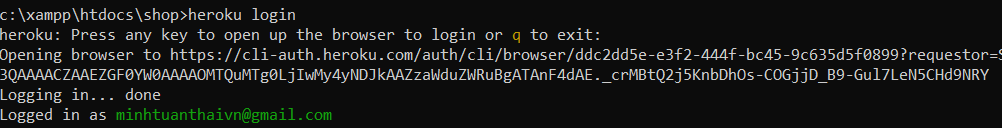 c:\xampp\htdocs\shop>heroku login
heroku: Press any key to open up the browser to login or q to exit:
Opening browser to https://cli-auth.heroku.com/auth/cli/browser/ddc2dd5e-e3f2-444f-bc45-9c635d5f0899?requestor=S
3QAAAACZAAEZGF0YW0AAAAOMTQuMTg0LjIwMy4yNDJkAAZzaWduZWRuBgATAnF4dAE._crMBtQ2j5KnbDhOs-COGjjD_B9-Gul7LeN5CHd9NRY
Logging in... done
Logged in as minhtuanthaivn@gmail.com